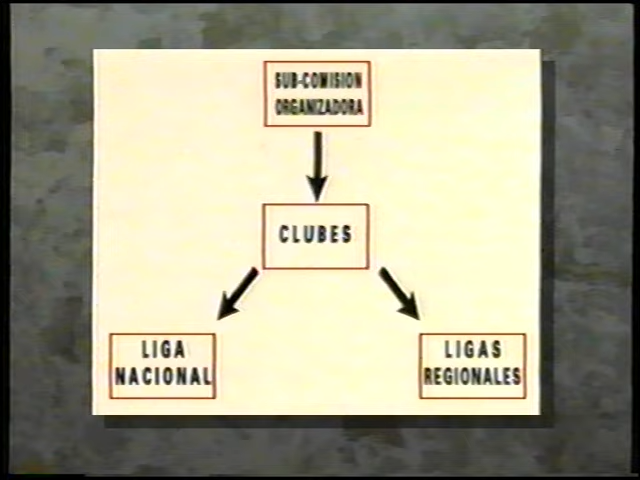 SUB-COMISION
ORGANIZADORA
CLUBES
LIGA
NACIONAL
LIGAS
REGIONALES